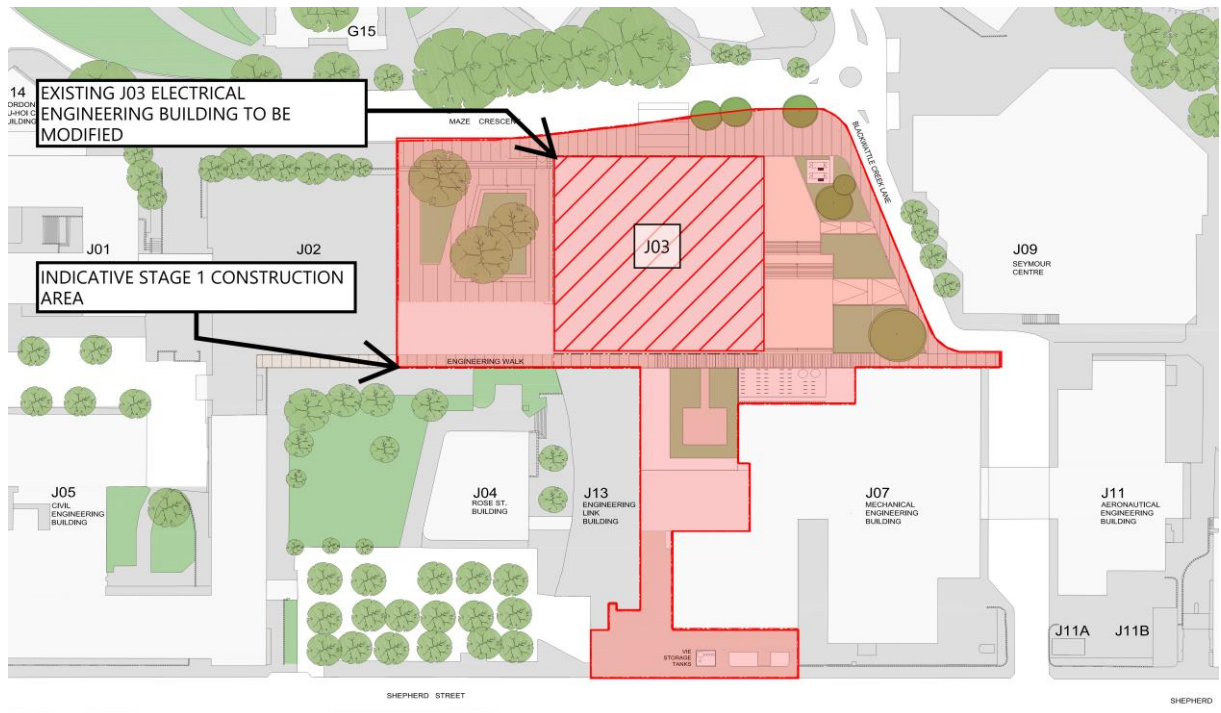 G15
14
EXISTING J03 ELECTRICAL
ENGINEERING BUILDING TO BE
MODIFIED
MAZE CRESCENT
BLACKWATTLE CREEK LANE
J01
J02
J03
J09
SEYMOUR
CENTRE
INDICATIVE STAGE 1 CONSTRUCTION
AREA
ENGINEERING WALK
J05
CIVIL
ENGINEERING
BUILDING
J04
ROSE ST.
BUILDING
J13
ENGINEERING
LINK
BUILDING
J07
MECHANICAL
ENGINEERING
BUILDING
J11
AERONAUTICAL
ENGINEERING
BUILDING
J11A
J11B
VIE
STORAGE
TANKS
SHEPHERD STREET
SHEPHERD